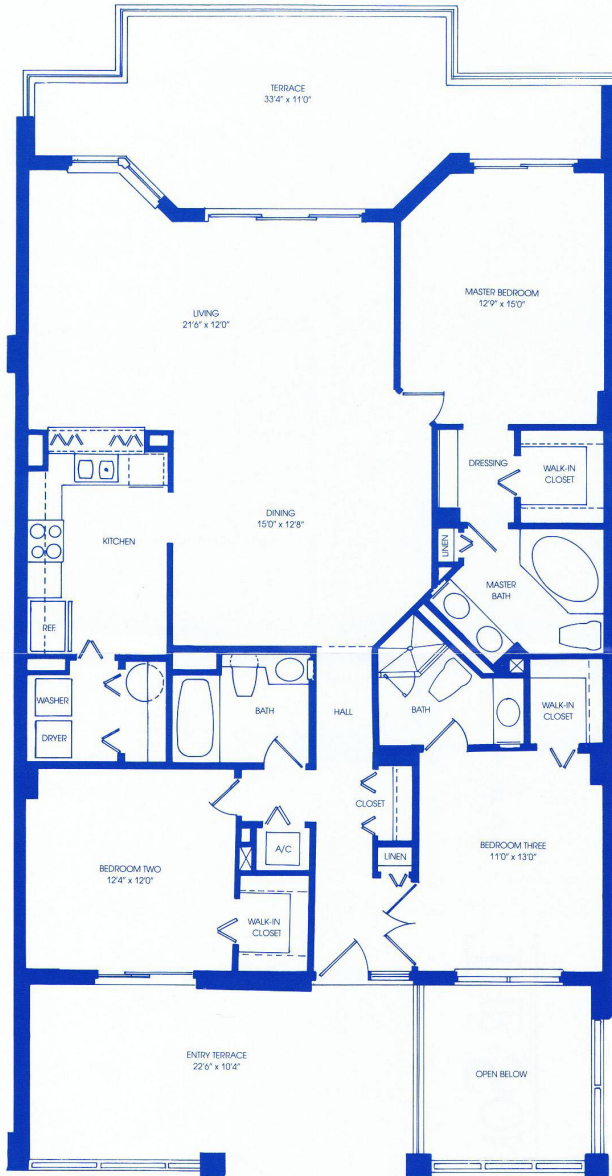 TERRACE
33'4" x 11'0"
MASTER BEDROOM
12'9" x 15'0"
LIVING
21'6" x 12'0"
DRESSING
WALK-IN
CLOSET
DINING
15'0" x 12'8"
KITCHEN
LINEN
MASTER
BATH
REF.
WASHER
DRYER
BATH
HALL
BATH
WALK-IN
CLOSET
CLOSET
A/C
LINEN
BEDROOM TWO
12'4" x 12'0"
BEDROOM THREE
11'0" x 13'0"
WALK-IN
CLOSET
ENTRY TERRACE
22'6" x 10'4"
OPEN BELOW